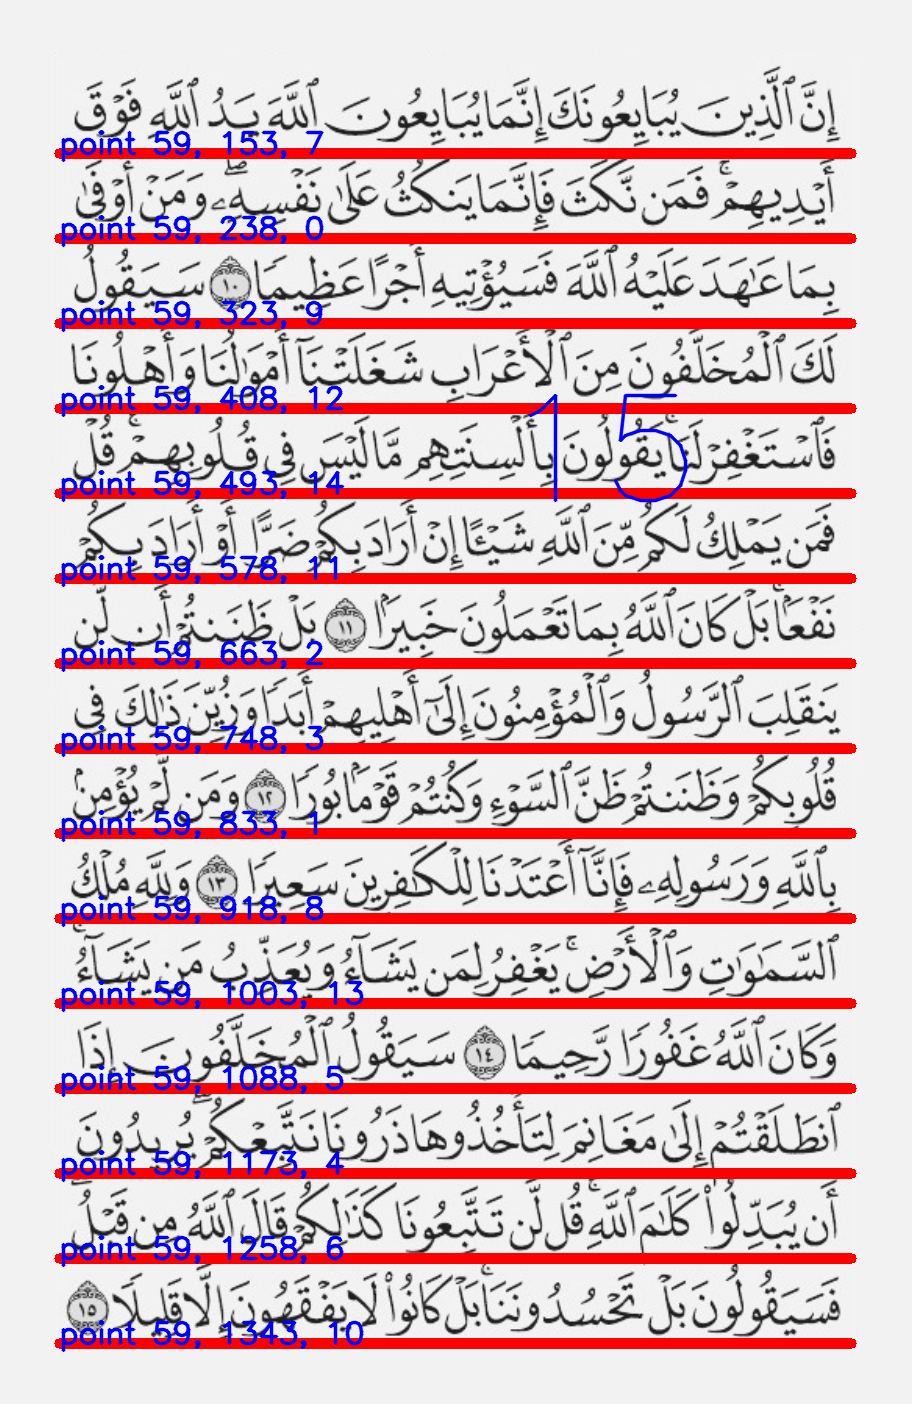 إِنَّ ٱلَّذِينَ يُبَايِعُونَكَ إِنَّمَا يُبَايِعُونَ ٱللَّهَ يَدُ ٱللَّهِ فَوْقَ
point 59, 153, 7
أَيْدِيهِمْ ۚ فَمَن نَّكَثَ فَإِنَّمَا يَنكُثُ عَلَىٰ نَفْسِهِۦ ۖ وَمَنْ أَوْفَىٰ
point 59, 238, 0
بِمَا عَـٰهَدَ عَلَيْهُ ٱللَّهَ فَسَيُؤْتِيهِ أَجْرًا عَظِيمًا ١٠ سَيَقُولُ
point 59, 323, 9
لَكَ ٱلْمُخَلَّفُونَ مِنَ ٱلْأَعْرَابِ شَغَلَتْنَآ أَمْوَٰلُنَا وَأَهْلُونَا
point 59, 408, 12
فَٱسْتَغْفِرْ لَنَا ۚ يَقُولُونَ بِأَلْسِنَتِهِم مَّا لَيْسَ فِى قُلُوبِهِمْ ۚ قُلْ
15
point 59, 493, 14
فَمَن يَمْلِكُ لَكُم مِّنَ ٱللَّهِ شَيْـًٔا إِنْ أَرَادَ بِكُمْ ضَرًّا أَوْ أَرَادَ بِكُمْ
point 59, 578, 11
نَفْعًۢا ۚ بَلْ كَانَ ٱللَّهُ بِمَا تَعْمَلُونَ خَبِيرًۢا ١١ بَلْ ظَنَنتُمْ أَن لَّن
point 59, 663, 2
يَنقَلِبَ ٱلرَّسُولُ وَٱلْمُؤْمِنُونَ إِلَىٰٓ أَهْلِيهِمْ أَبَدًا وَزُيِّنَ ذَٰلِكَ فِى
point 59, 748, 3
قُلُوبِكُمْ وَظَنَنتُمْ ظَنَّ ٱلسَّوْءِ وَكُنتُمْ قَوْمًۢا بُورًا ١٢ وَمَن لَّمْ يُؤْمِنۢ
point 59, 833, 1
بِٱللَّهِ وَرَسُولِهِۦ فَإِنَّآ أَعْتَدْنَا لِلْكَـٰفِرِينَ سَعِيرًا ١٣ وَلِلَّهِ مُلْكُ
point 59, 918, 8
ٱلسَّمَـٰوَٰتِ وَٱلْأَرْضِ ۚ يَغْفِرُ لِمَن يَشَآءُ وَيُعَذِّبُ مَن يَشَآءُ ۚ
point 59, 1003, 13
وَكَانَ ٱللَّهُ غَفُورًا رَّحِيمًا ١٤ سَيَقُولُ ٱلْمُخَلَّفُونَ إِذَا
point 59, 1088, 5
ٱنطَلَقْتُمْ إِلَىٰ مَغَانِمَ لِتَأْخُذُوهَا ذَرُونَا نَتَّبِعْكُمْ ۖ يُرِيدُونَ
point 59, 1173, 4
أَن يُبَدِّلُوا۟ كَلَـٰمَ ٱللَّهِ ۚ قُل لَّن تَتَّبِعُونَا كَذَٰلِكُمْ قَالَ ٱللَّهُ مِن قَبْلُ ۖ
point 59, 1258, 6
فَسَيَقُولُونَ بَلْ تَحْسُدُونَنَا ۚ بَلْ كَانُوا۟ لَا يَفْقَهُونَ إِلَّا قَلِيلًا ١٥
point 59, 1343, 10